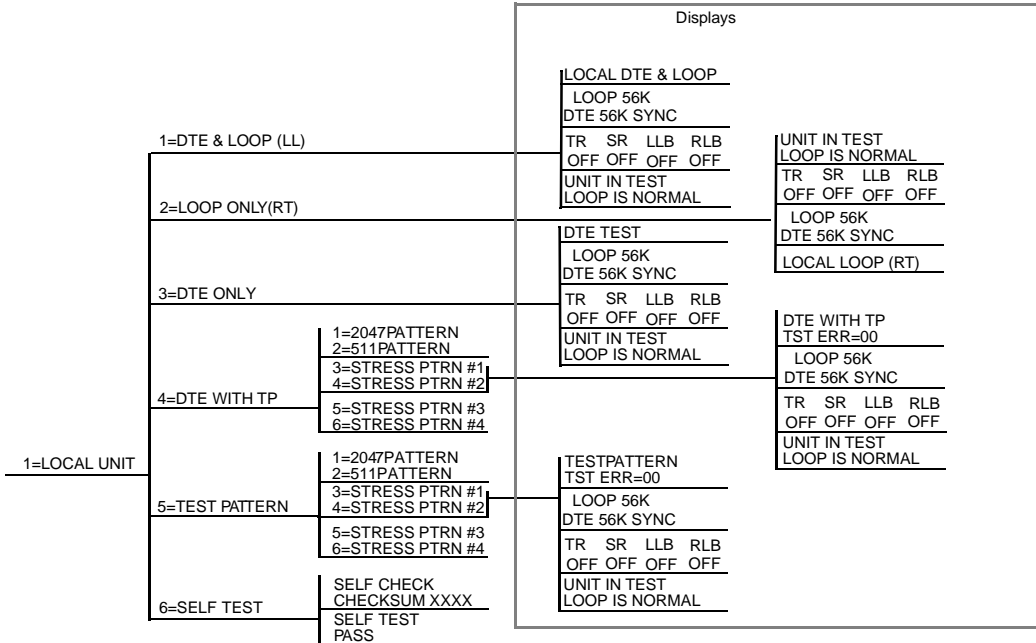 Displays
1=LOCAL UNIT
1=DTE & LOOP (LL)
LOCAL DTE & LOOP
LOOP 56K
DTE 56K SYNC
TR SR LLB RLB
OFF OFF OFF OFF
UNIT IN TEST
LOOP IS NORMAL
2=LOOP ONLY(RT)
UNIT IN TEST
LOOP IS NORMAL
TR SR LLB RLB
OFF OFF OFF OFF
LOOP 56K
DTE 56K SYNC
LOCAL LOOP (RT)
3=DTE ONLY
DTE TEST
LOOP 56K
DTE 56K SYNC
TR SR LLB RLB
OFF OFF OFF OFF
UNIT IN TEST
LOOP IS NORMAL
4=DTE WITH TP
1=2047PATTERN
2=511PATTERN
3=STRESS PTRN #1
4=STRESS PTRN #2
5=STRESS PTRN #3
6=STRESS PTRN #4
DTE WITH TP
TST ERR=00
LOOP 56K
DTE 56K SYNC
TR SR LLB RLB
OFF OFF OFF OFF
UNIT IN TEST
LOOP IS NORMAL
5=TEST PATTERN
1=2047PATTERN
2=511PATTERN
3=STRESS PTRN #1
4=STRESS PTRN #2
5=STRESS PTRN #3
6=STRESS PTRN #4
TESTPATTERN
TST ERR=00
LOOP 56K
DTE 56K SYNC
TR SR LLB RLB
OFF OFF OFF OFF
UNIT IN TEST
LOOP IS NORMAL
6=SELF TEST
SELF CHECK
CHECKSUM XXXX
SELF TEST
PASS